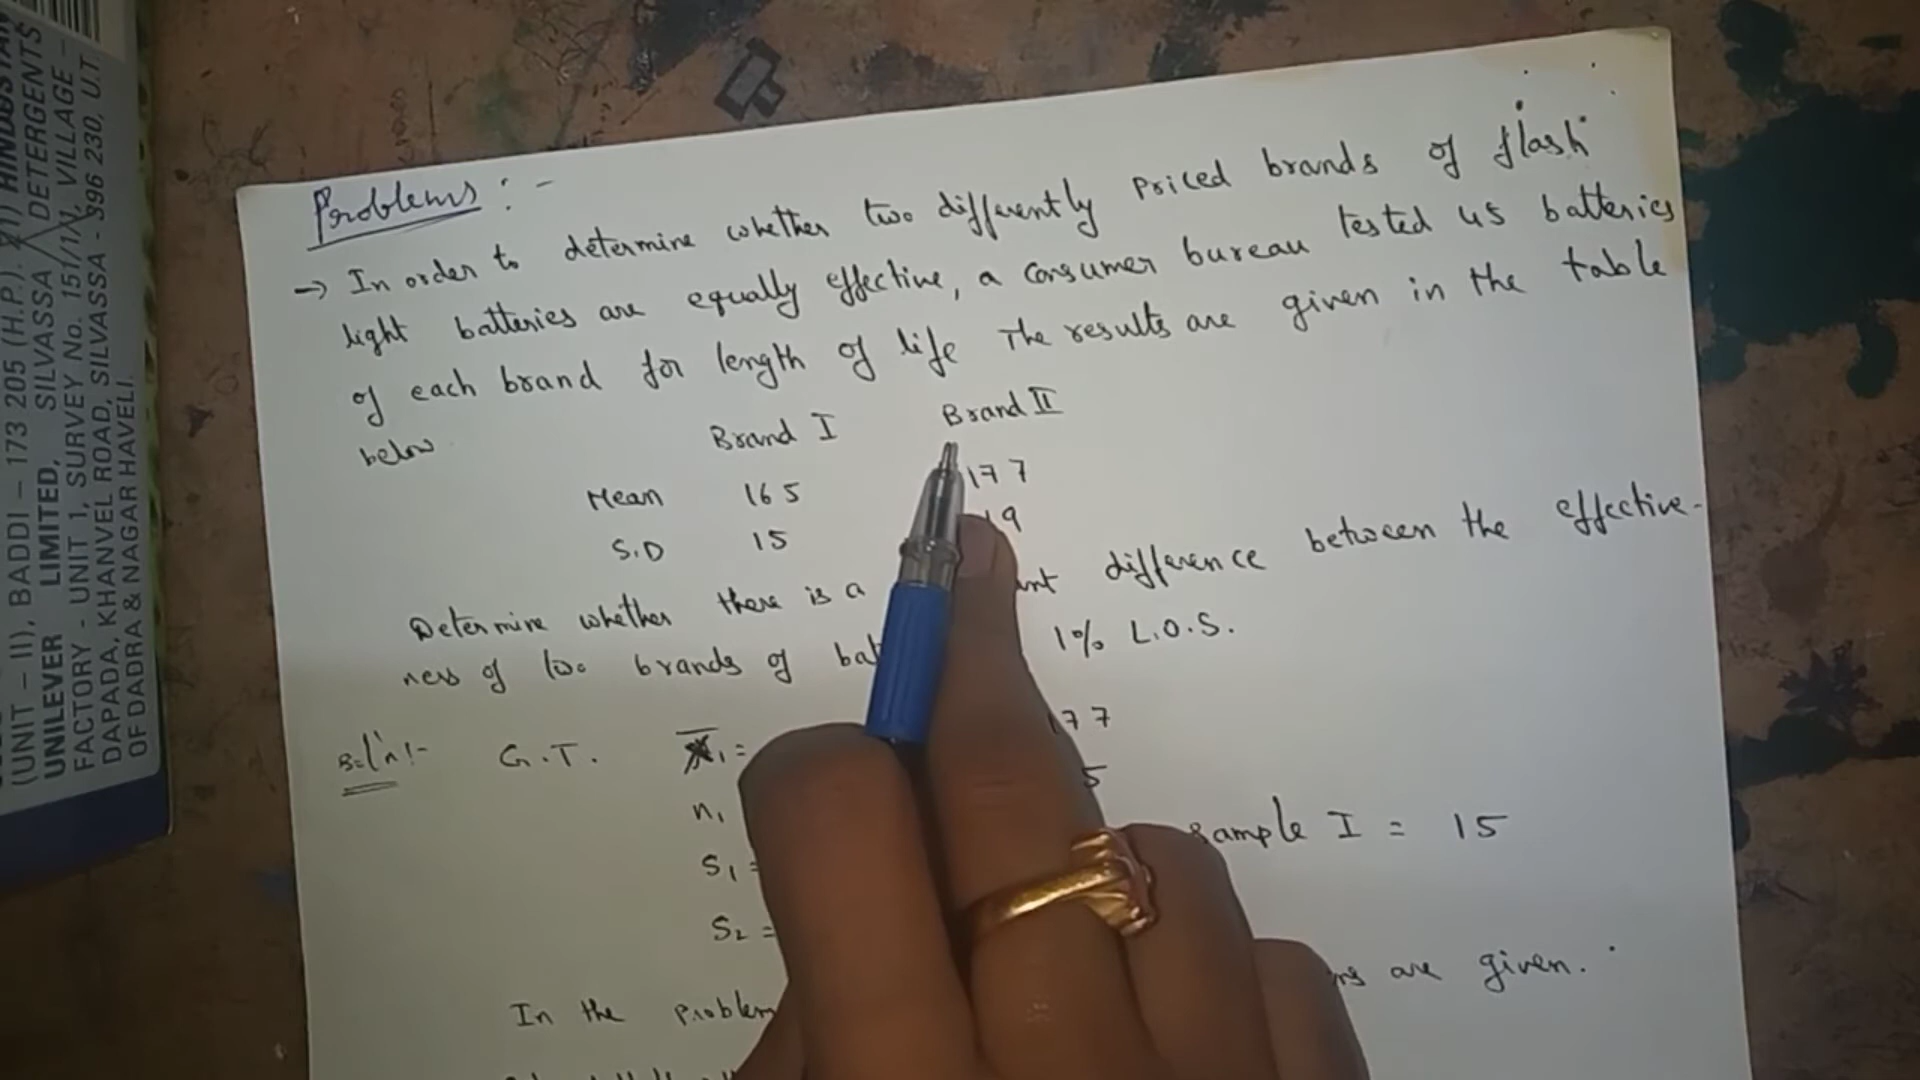 Problems :-
→ In order to determine whether two differently priced brands of flash
light batteries are equally effective, a consumer bureau tested 45 batteries
of each brand for length of life The results are given in the table
below
Brand I Brand II
Mean 165 177
S.D 15 19
Determine whether there is a difference between the effective-
ness of two brands of 1% L.O.S.
Sol'n :- G.T. X̅₁ = 177
n₁ 5
S₁ = sample I = 15
S₂ =
In the problem are given.
(UNIT – II), BADDI – 173 205 (H.P.).
UNILEVER LIMITED, SILVASSA DETERGENTS
FACTORY - UNIT 1, SURVEY No. 151/1/1, VILLAGE -
DAPADA, KHANVEL ROAD, SILVASSA - 396 230, U.T
OF DADRA & NAGAR HAVELI.